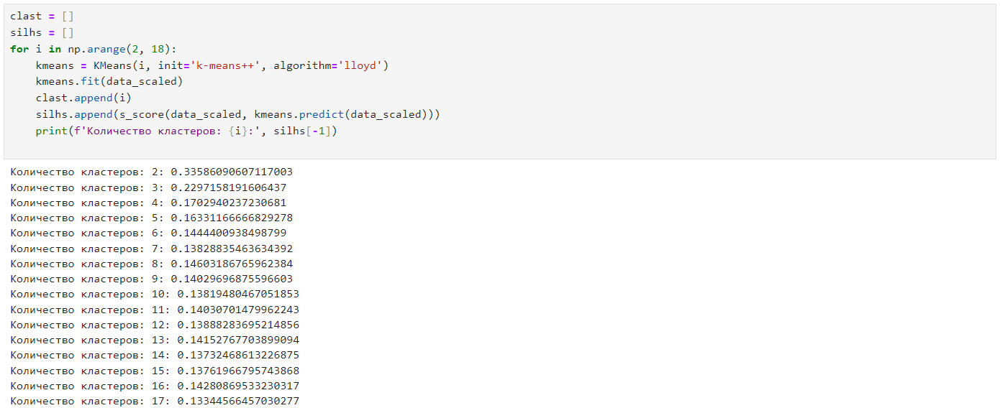 clast = []
silhs = []
for i in np.arange(2, 18):
    kmeans = KMeans(i, init='k-means++', algorithm='lloyd')
    kmeans.fit(data_scaled)
    clast.append(i)
    silhs.append(s_score(data_scaled, kmeans.predict(data_scaled)))
    print(f'Количество кластеров: {i}:', silhs[-1])
Количество кластеров: 2: 0.33586090607117003
Количество кластеров: 3: 0.2297158191606437
Количество кластеров: 4: 0.1702940237230681
Количество кластеров: 5: 0.16331166666829278
Количество кластеров: 6: 0.1444400938498799
Количество кластеров: 7: 0.13828835463634392
Количество кластеров: 8: 0.14603186765962384
Количество кластеров: 9: 0.14029696875596603
Количество кластеров: 10: 0.13819480467051853
Количество кластеров: 11: 0.14030701479962243
Количество кластеров: 12: 0.13888283695214856
Количество кластеров: 13: 0.14152767703899094
Количество кластеров: 14: 0.13732468613226875
Количество кластеров: 15: 0.13761966795743868
Количество кластеров: 16: 0.14280869533230317
Количество кластеров: 17: 0.13344566457030277